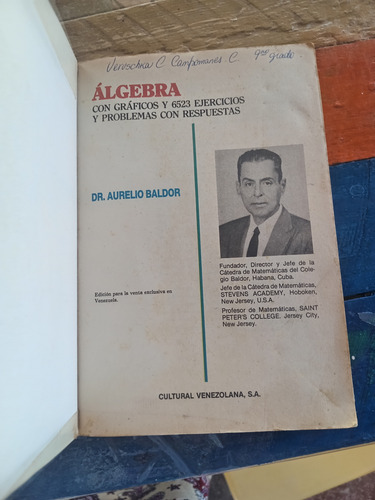 Vereschka C Campomanes. C. 9no grado
ÁLGEBRA
CON GRÁFICOS Y 6523 EJERCICIOS
Y PROBLEMAS CON RESPUESTAS
DR. AURELIO BALDOR
Fundador, Director y Jefe de la
Cátedra de Matemáticas del Cole-
gio Baldor, Habana, Cuba.
Jefe de la Cátedra de Matemáticas,
STEVENS ACADEMY, Hoboken,
New Jersey, U.S.A.
Profesor de Matemáticas, SAINT
PETER'S COLLEGE. Jersey City,
New Jersey.
Edición para la venta exclusiva en
Venezuela.
CULTURAL VENEZOLANA, S.A.